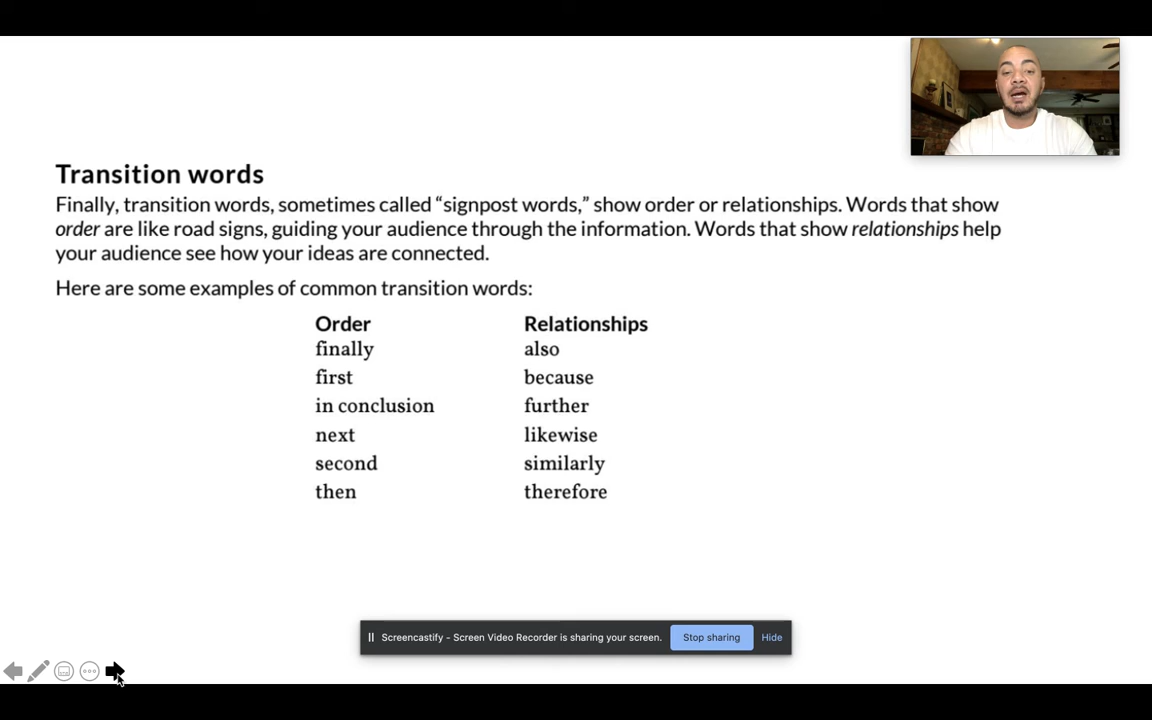 Transition words
Finally, transition words, sometimes called “signpost words,” show order or relationships. Words that show
order are like road signs, guiding your audience through the information. Words that show relationships help
your audience see how your ideas are connected.
Here are some examples of common transition words:
Order Relationships
finally also
first because
in conclusion further
next likewise
second similarly
then therefore
Screencastify - Screen Video Recorder is sharing your screen. Stop sharing Hide